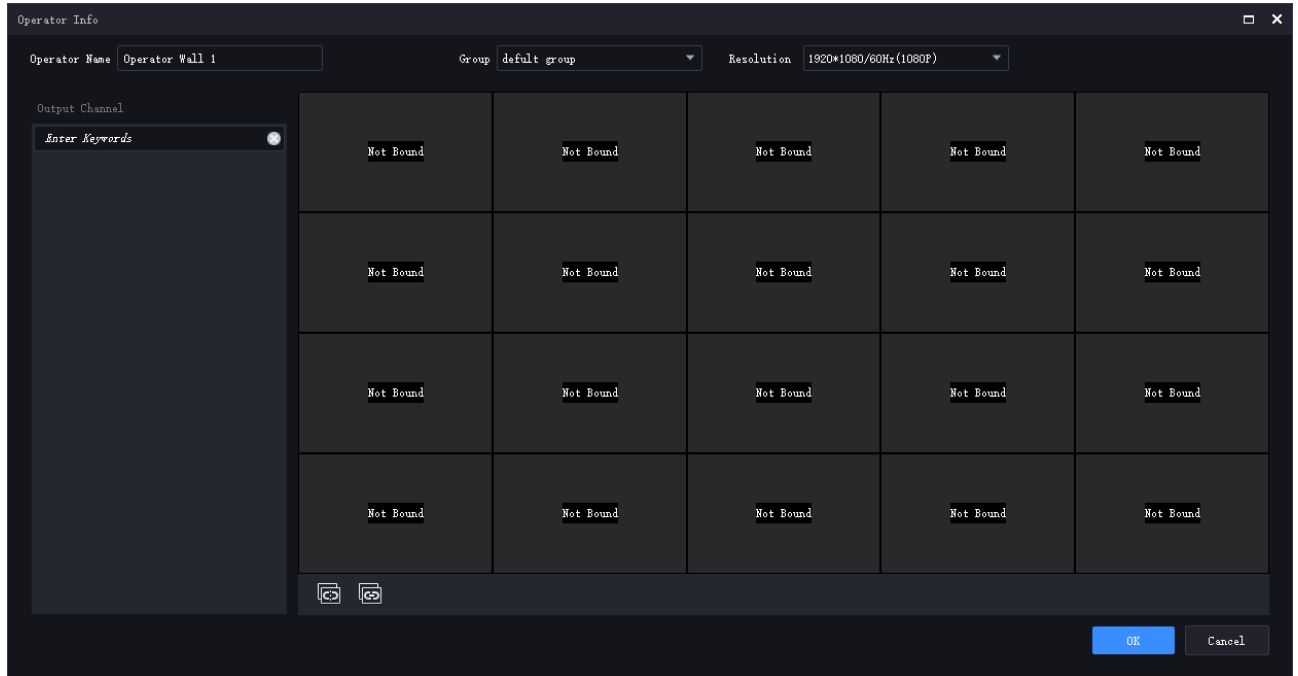 Operator Info
Operator Name Operator Wall 1 Group defult group Resolution 1920*1080/60Hz(1080P)
Output Channel
Enter Keywords
Not Bound Not Bound Not Bound Not Bound Not Bound
Not Bound Not Bound Not Bound Not Bound Not Bound
Not Bound Not Bound Not Bound Not Bound Not Bound
Not Bound Not Bound Not Bound Not Bound Not Bound
OK Cancel